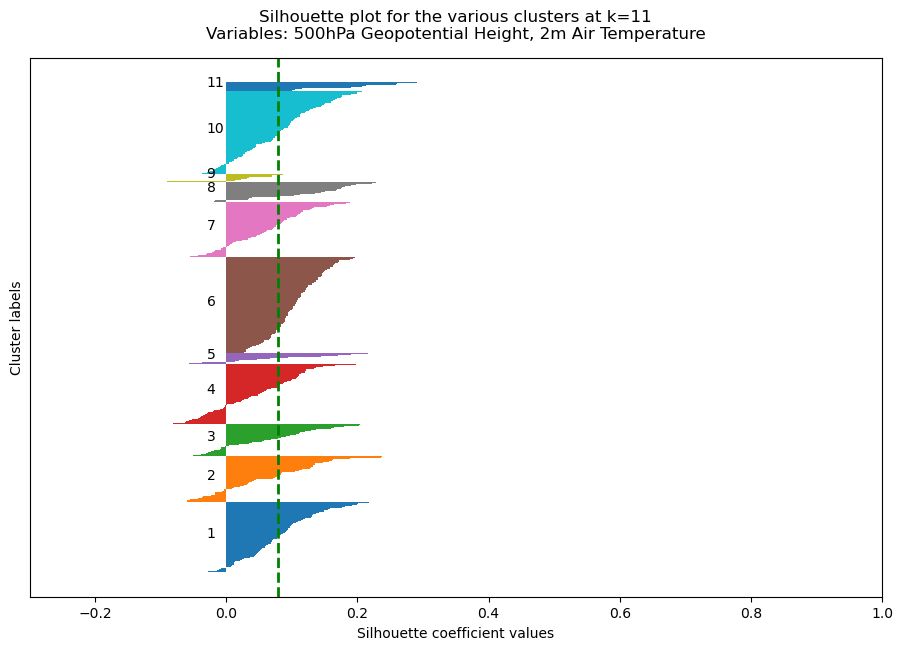 Silhouette plot for the various clusters at k=11
Variables: 500hPa Geopotential Height, 2m Air Temperature
Cluster labels
11
10
9
8
7
6
5
4
3
2
1
−0.2 0.0 0.2 0.4 0.6 0.8 1.0
Silhouette coefficient values